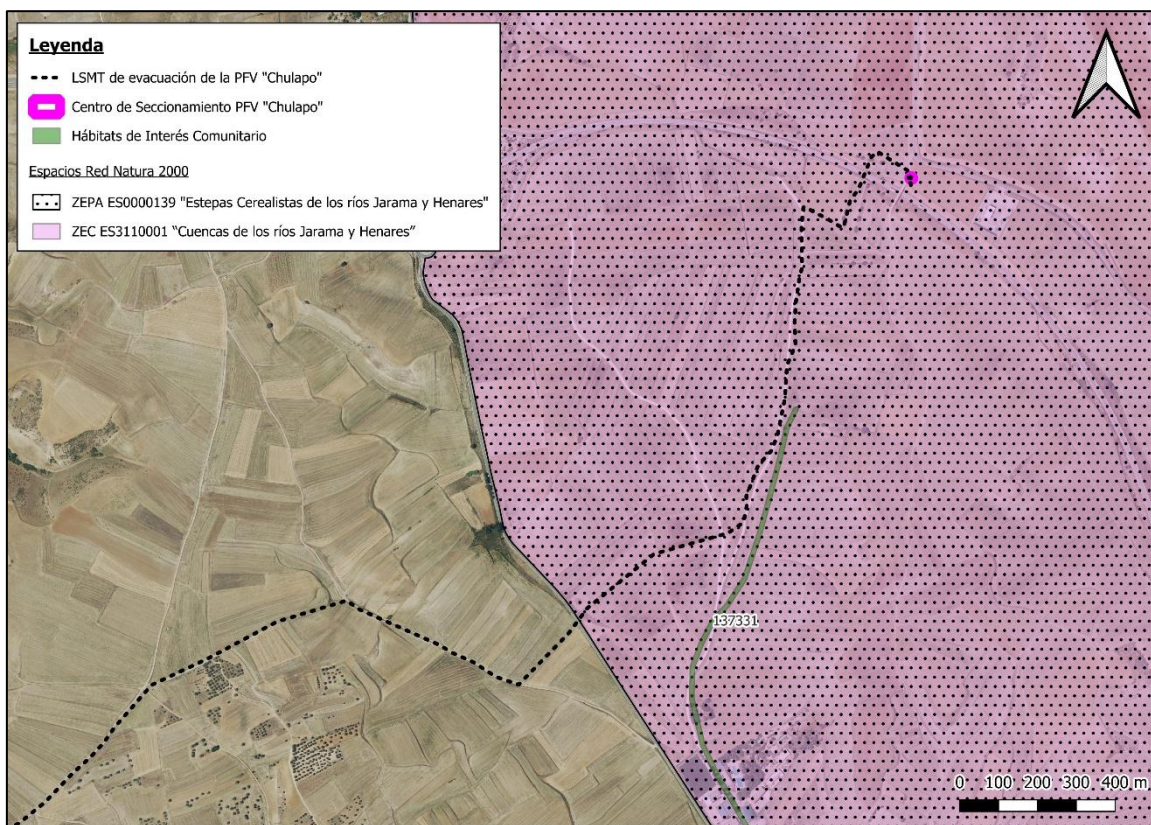 Leyenda
LSMT de evacuación de la PFV "Chulapo"
Centro de Seccionamiento PFV "Chulapo"
Hábitats de Interés Comunitario
Espacios Red Natura 2000
ZEPA ES0000139 "Estepas Cerealistas de los ríos Jarama y Henares"
ZEC ES3110001 “Cuencas de los ríos Jarama y Henares”
137331
0 100 200 300 400 m